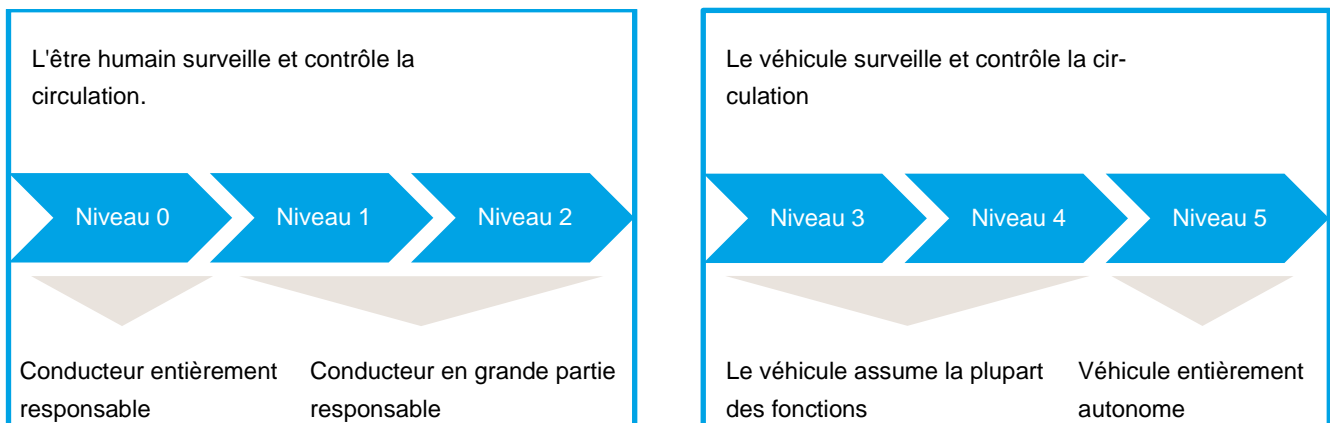 L'être humain surveille et contrôle la
circulation.
Niveau 0
Niveau 1
Niveau 2
Conducteur entièrement
responsable
Conducteur en grande partie
responsable
Le véhicule surveille et contrôle la cir-
culation
Niveau 3
Niveau 4
Niveau 5
Le véhicule assume la plupart
des fonctions
Véhicule entièrement
autonome